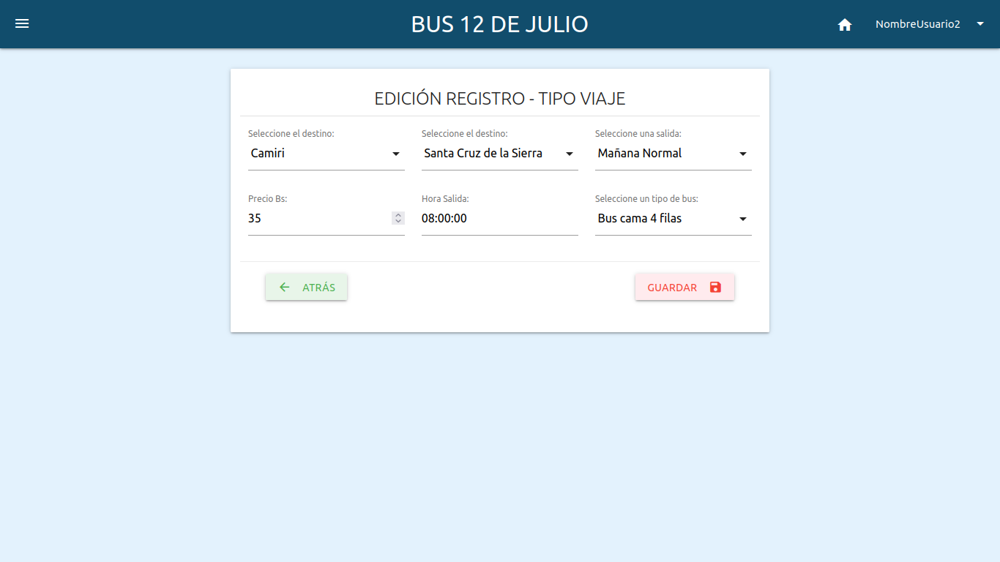 BUS 12 DE JULIO
NombreUsuario2
EDICIÓN REGISTRO - TIPO VIAJE
Seleccione el destino:
Camiri
Seleccione el destino:
Santa Cruz de la Sierra
Seleccione una salida:
Mañana Normal
Precio Bs:
35
Hora Salida:
08:00:00
Seleccione un tipo de bus:
Bus cama 4 filas
ATRÁS
GUARDAR